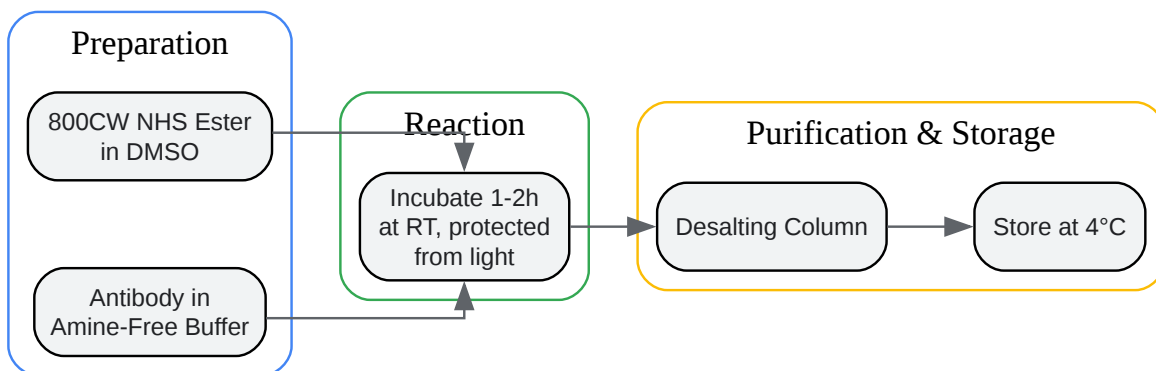 Preparation
800CW NHS Ester
in DMSO
Antibody in
Amine-Free Buffer
Reaction
Incubate 1-2h
at RT, protected
from light
Purification & Storage
Desalting Column
Store at 4°C